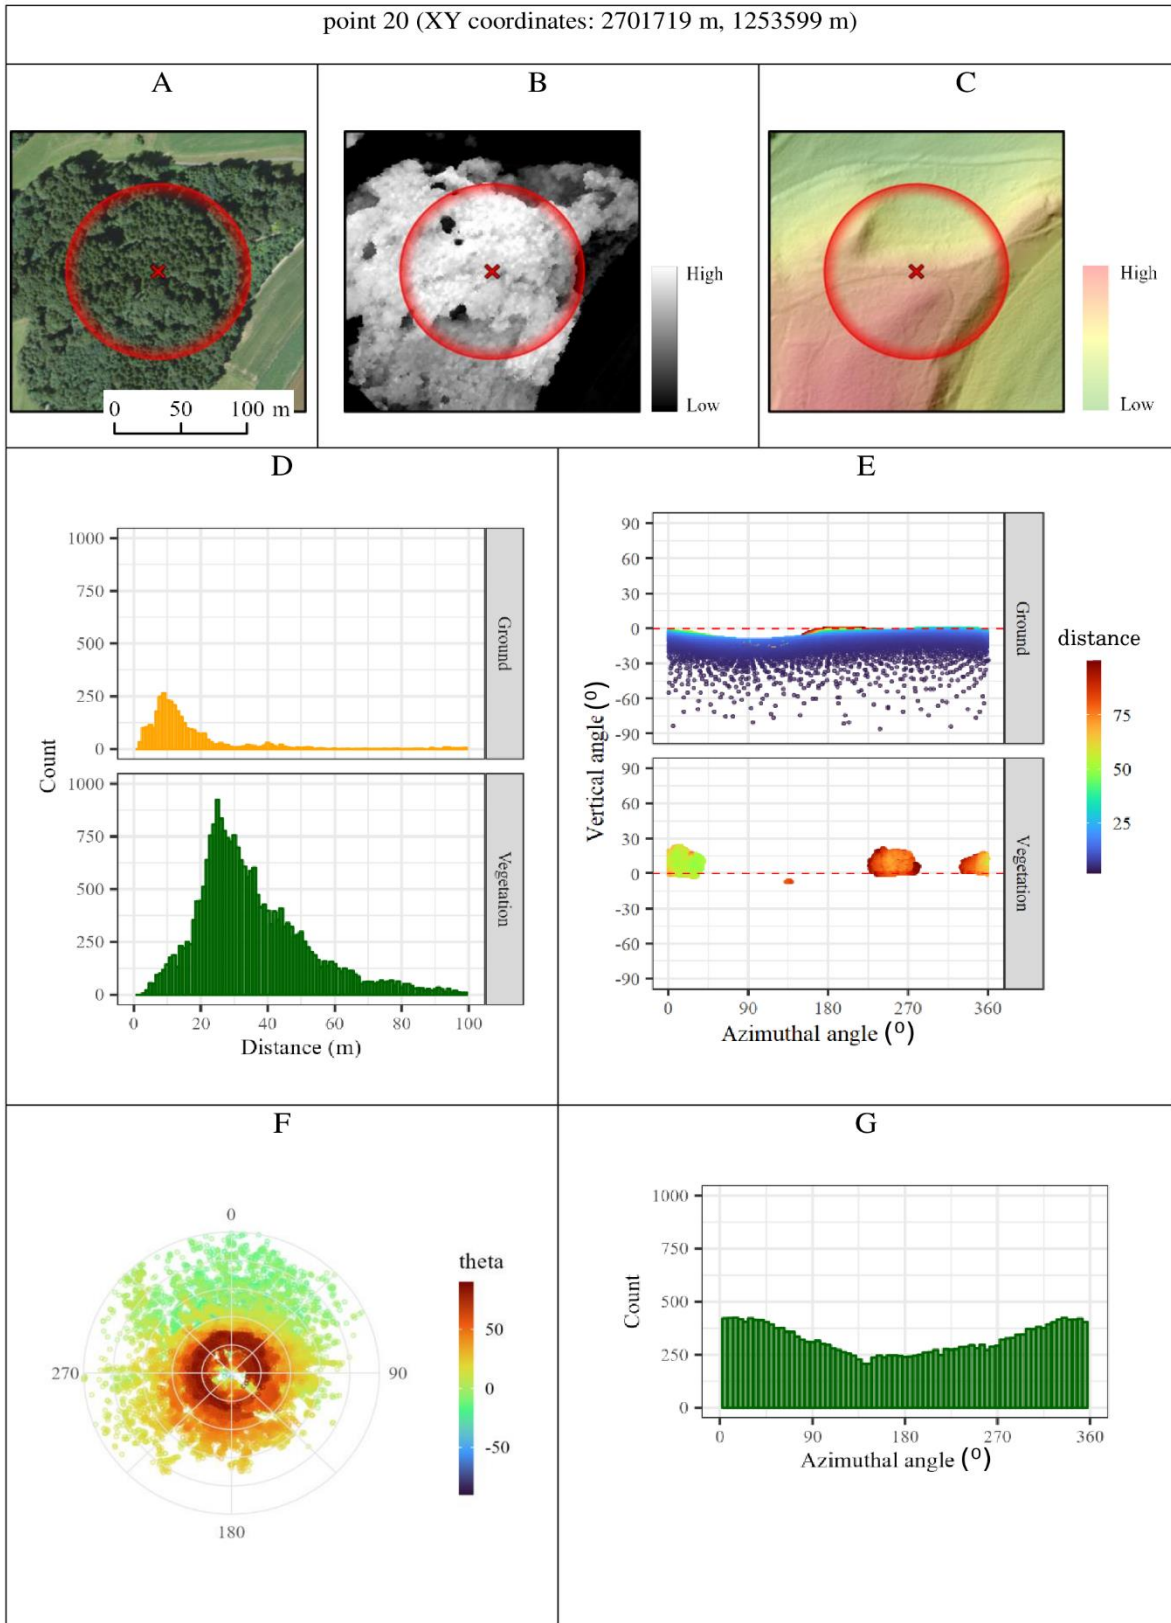 point 20 (XY coordinates: 2701719 m, 1253599 m)
A
B
C
0 50 100 m
High
Low
High
Low
D
E
1000
750
500
250
0
Ground
1000
750
500
250
0
Vegetation
Count
0 20 40 60 80 100
Distance (m)
90
60
30
0
-30
-60
-90
Ground
90
60
30
0
-30
-60
-90
Vegetation
Vertical angle (⁰)
0 90 180 270 360
Azimuthal angle (⁰)
distance
75
50
25
F
G
0
90
180
270
theta
50
0
-50
1000
750
500
250
0
Count
0 90 180 270 360
Azimuthal angle (⁰)